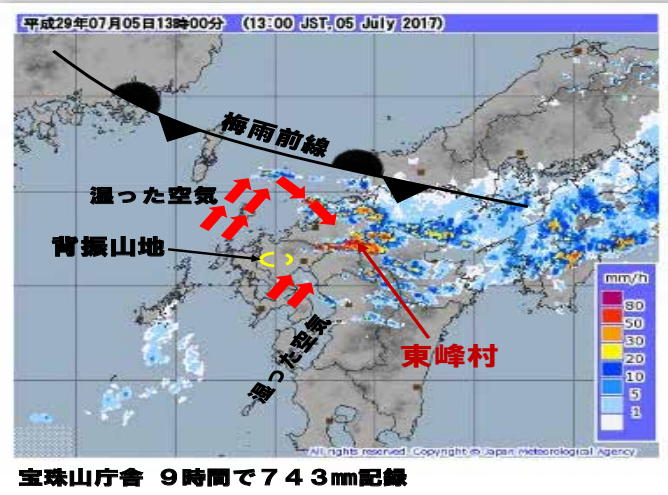 平成29年07月05日13時00分 (13:00 JST, 05 July 2017)
梅雨前線
湿った空気
背振山地
湿った空気
東峰村
mm/h
80
50
30
20
10
5
1
All rights reserved. Copyright © Japan Meteorological Agency
宝珠山庁舎 9時間で743㎜記録